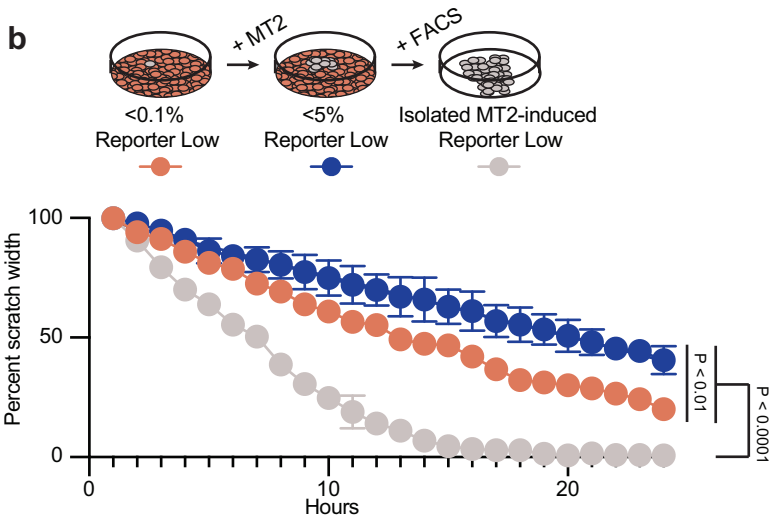 b
+ MT2
+ FACS
<0.1%
Reporter Low
<5%
Reporter Low
Isolated MT2-induced
Reporter Low
Percent scratch width
100
50
0
0
20
Hours
P < 0.01
P < 0.0001